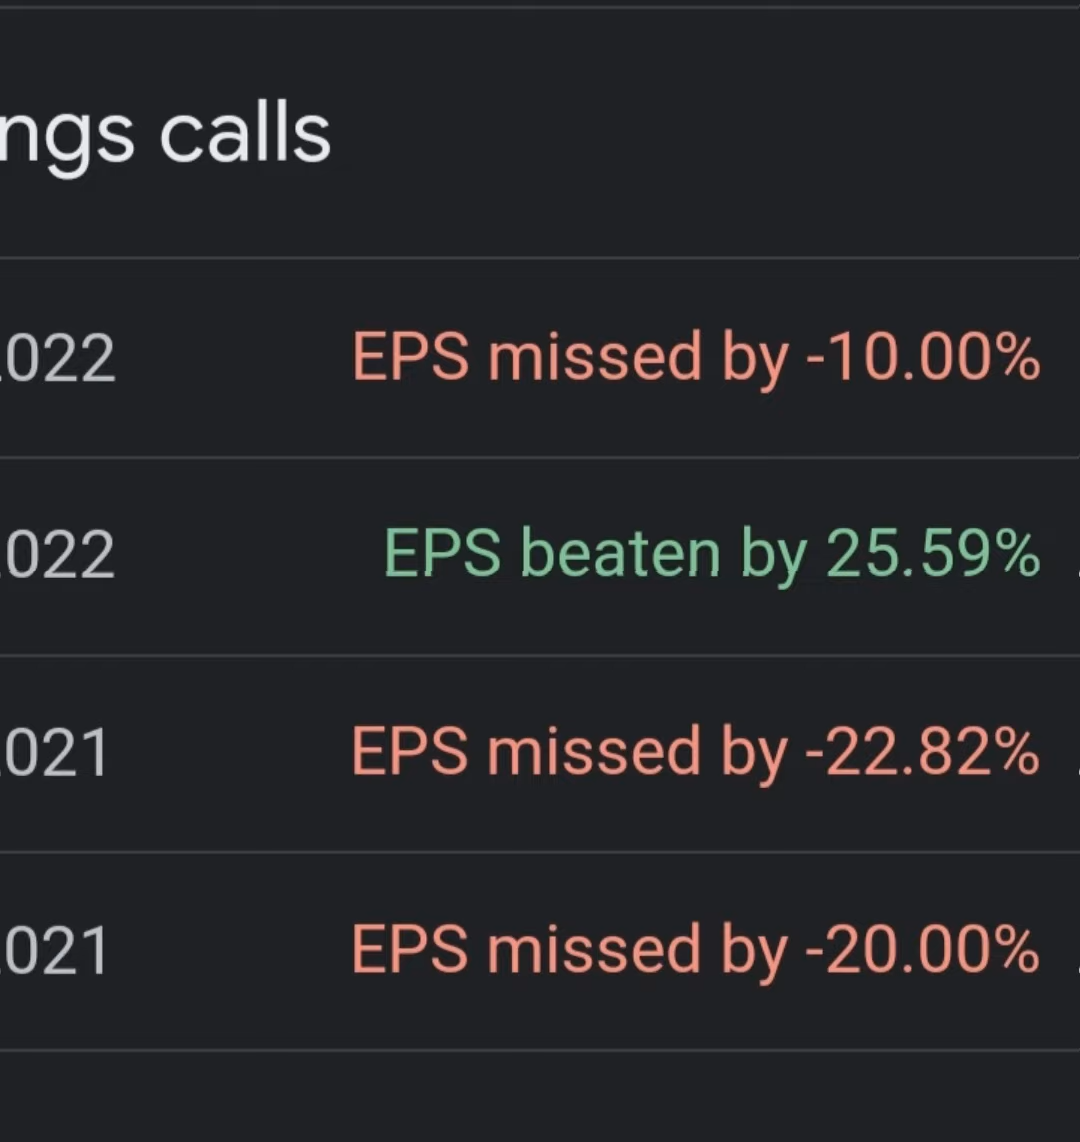 ngs calls
022 EPS missed by -10.00%
022 EPS beaten by 25.59%
021 EPS missed by -22.82%
021 EPS missed by -20.00%